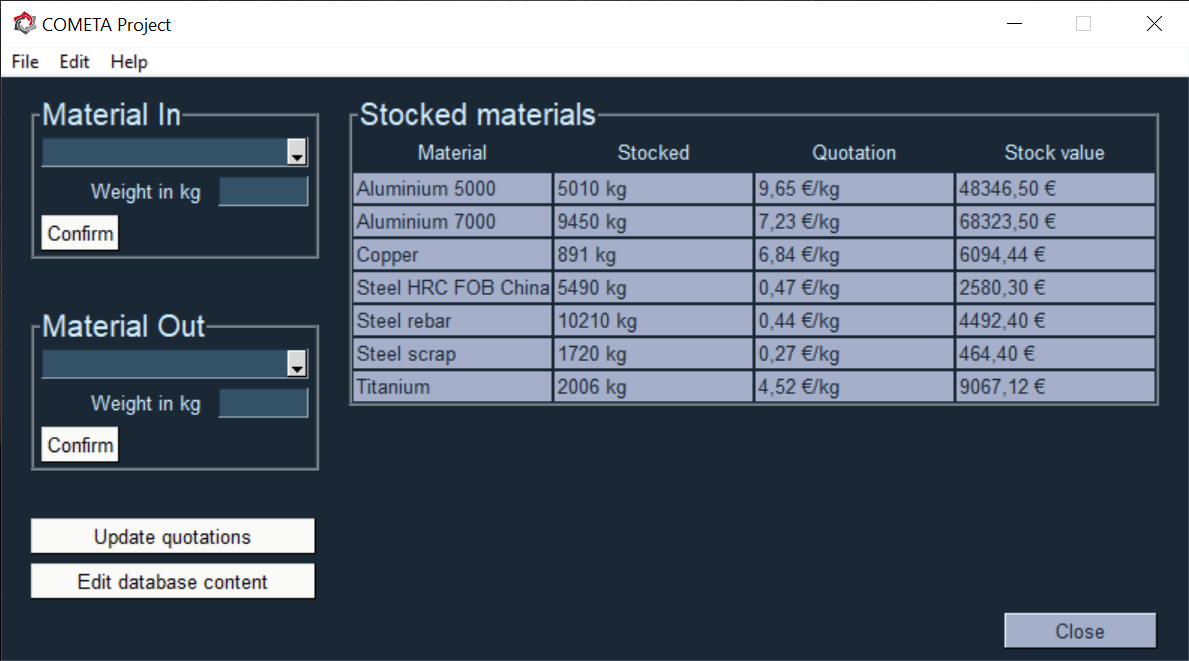 COMETA Project
File Edit Help
Material In
Weight in kg
Confirm
Material Out
Weight in kg
Confirm
Update quotations
Edit database content
Stocked materials
Material Stocked Quotation Stock value
Aluminium 5000 5010 kg 9,65 €/kg 48346,50 €
Aluminium 7000 9450 kg 7,23 €/kg 68323,50 €
Copper 891 kg 6,84 €/kg 6094,44 €
Steel HRC FOB China 5490 kg 0,47 €/kg 2580,30 €
Steel rebar 10210 kg 0,44 €/kg 4492,40 €
Steel scrap 1720 kg 0,27 €/kg 464,40 €
Titanium 2006 kg 4,52 €/kg 9067,12 €
Close